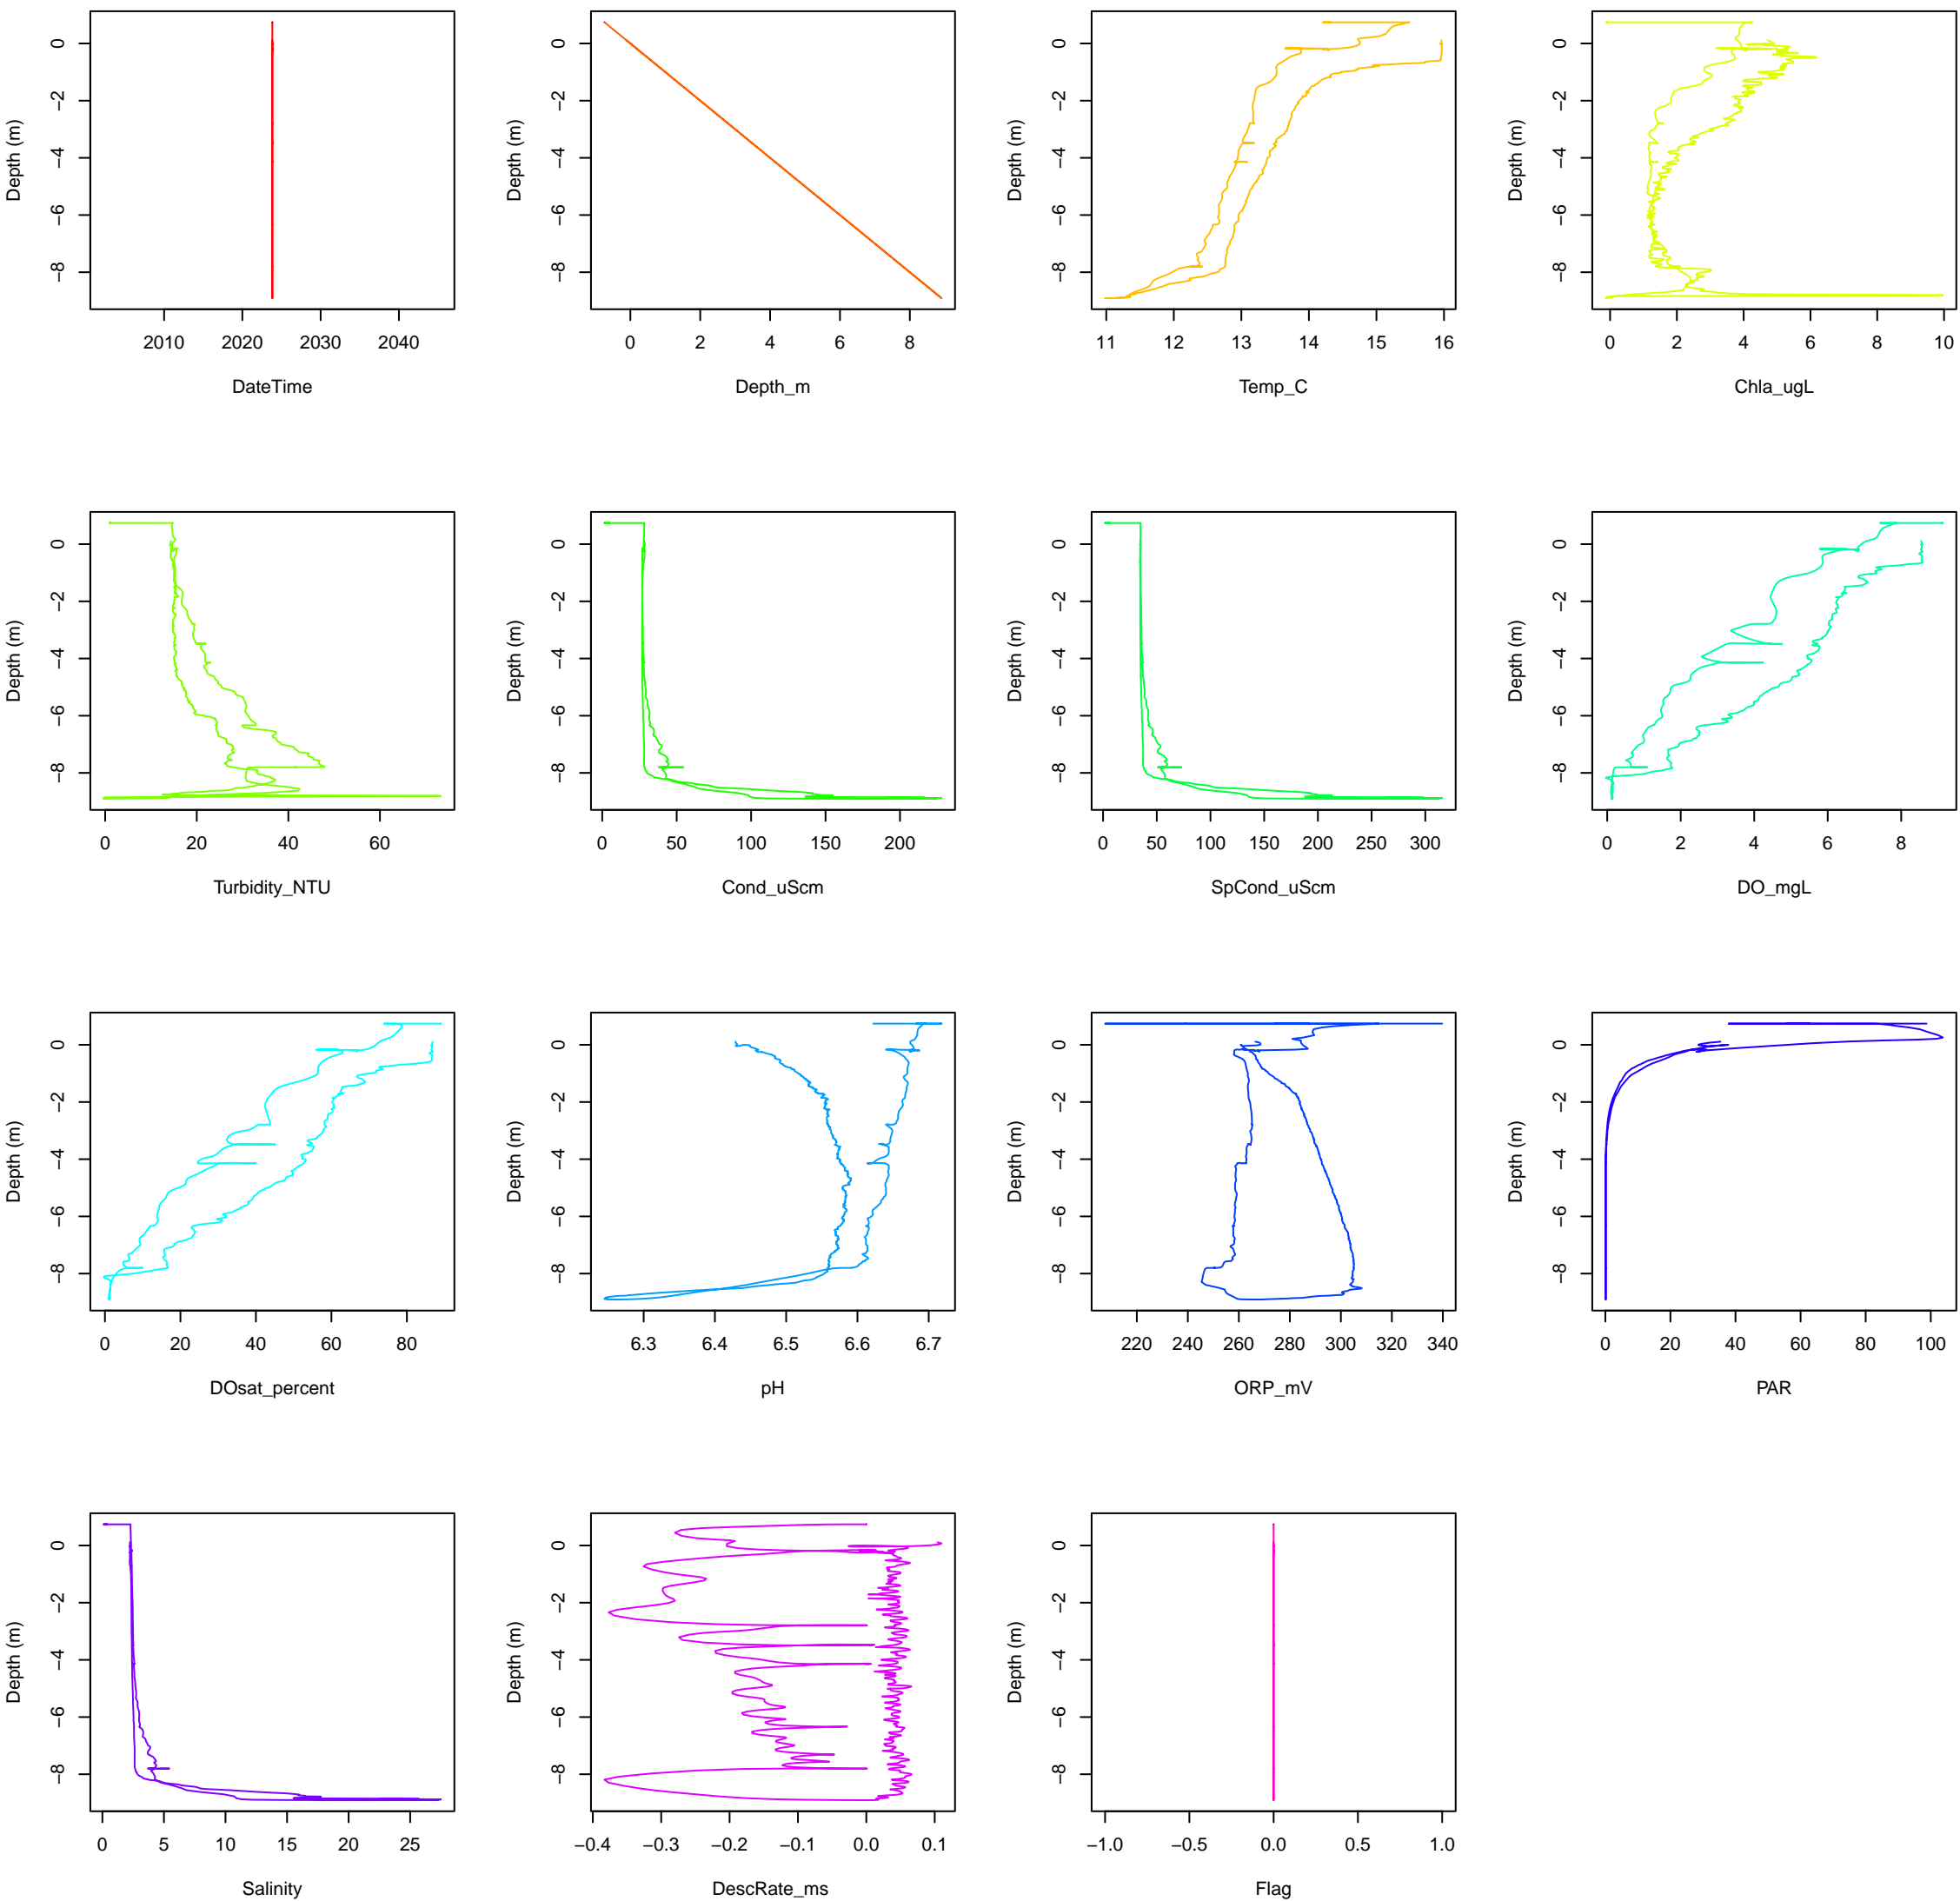 Depth (m)
0
−2
−4
−6
−8
2010 2020 2030 2040
DateTime
Depth (m)
0
−2
−4
−6
−8
0 2 4 6 8
Depth_m
Depth (m)
0
−2
−4
−6
−8
11 12 13 14 15 16
Temp_C
Depth (m)
0
−2
−4
−6
−8
0 2 4 6 8 10
Chla_ugL
Depth (m)
0
−2
−4
−6
−8
0 20 40 60
Turbidity_NTU
Depth (m)
0
−2
−4
−6
−8
0 50 100 150 200
Cond_uScm
Depth (m)
0
−2
−4
−6
−8
0 50 100 150 200 250 300
SpCond_uScm
Depth (m)
0
−2
−4
−6
−8
0 2 4 6 8
DO_mgL
Depth (m)
0
−2
−4
−6
−8
0 20 40 60 80
DOsat_percent
Depth (m)
0
−2
−4
−6
−8
6.3 6.4 6.5 6.6 6.7
pH
Depth (m)
0
−2
−4
−6
−8
220 240 260 280 300 320 340
ORP_mV
Depth (m)
0
−2
−4
−6
−8
0 20 40 60 80 100
PAR
Depth (m)
0
−2
−4
−6
−8
0 5 10 15 20 25
Salinity
Depth (m)
0
−2
−4
−6
−8
−0.4 −0.3 −0.2 −0.1 0.0 0.1
DescRate_ms
Depth (m)
0
−2
−4
−6
−8
−1.0 −0.5 0.0 0.5 1.0
Flag